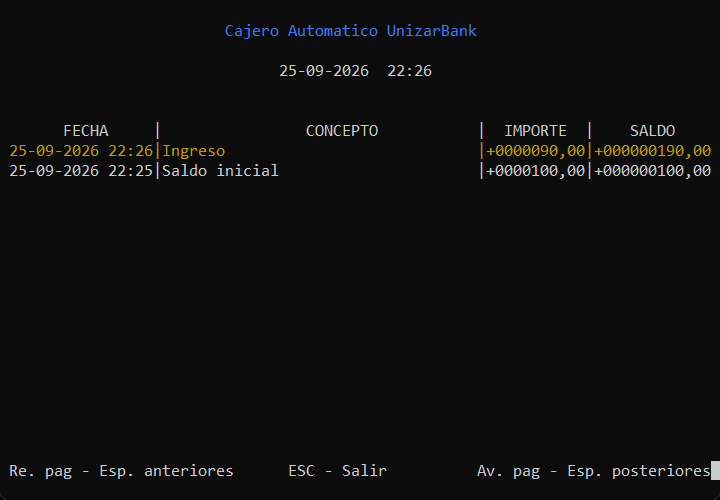 Cajero Automatico UnizarBank
25-09-2026  22:26
FECHA | CONCEPTO | IMPORTE | SALDO
25-09-2026 22:26|Ingreso |+0000090,00|+000000190,00
25-09-2026 22:25|Saldo inicial |+0000100,00|+000000100,00
Re. pag - Esp. anteriores ESC - Salir Av. pag - Esp. posteriores